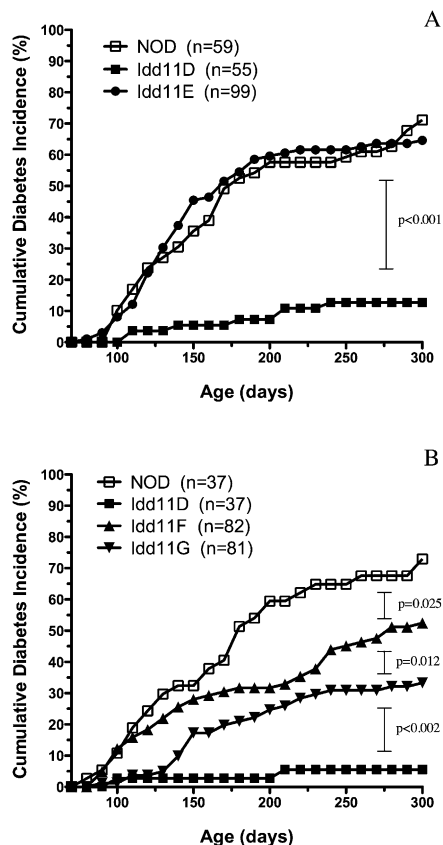 A
Cumulative Diabetes Incidence (%)
100
90
80
70
60
50
40
30
20
10
0
NOD (n=59)
Idd11D (n=55)
Idd11E (n=99)
p<0.001
100 150 200 250 300
Age (days)
B
Cumulative Diabetes Incidence (%)
100
90
80
70
60
50
40
30
20
10
0
NOD (n=37)
Idd11D (n=37)
Idd11F (n=82)
Idd11G (n=81)
p=0.025
p=0.012
p<0.002
100 150 200 250 300
Age (days)